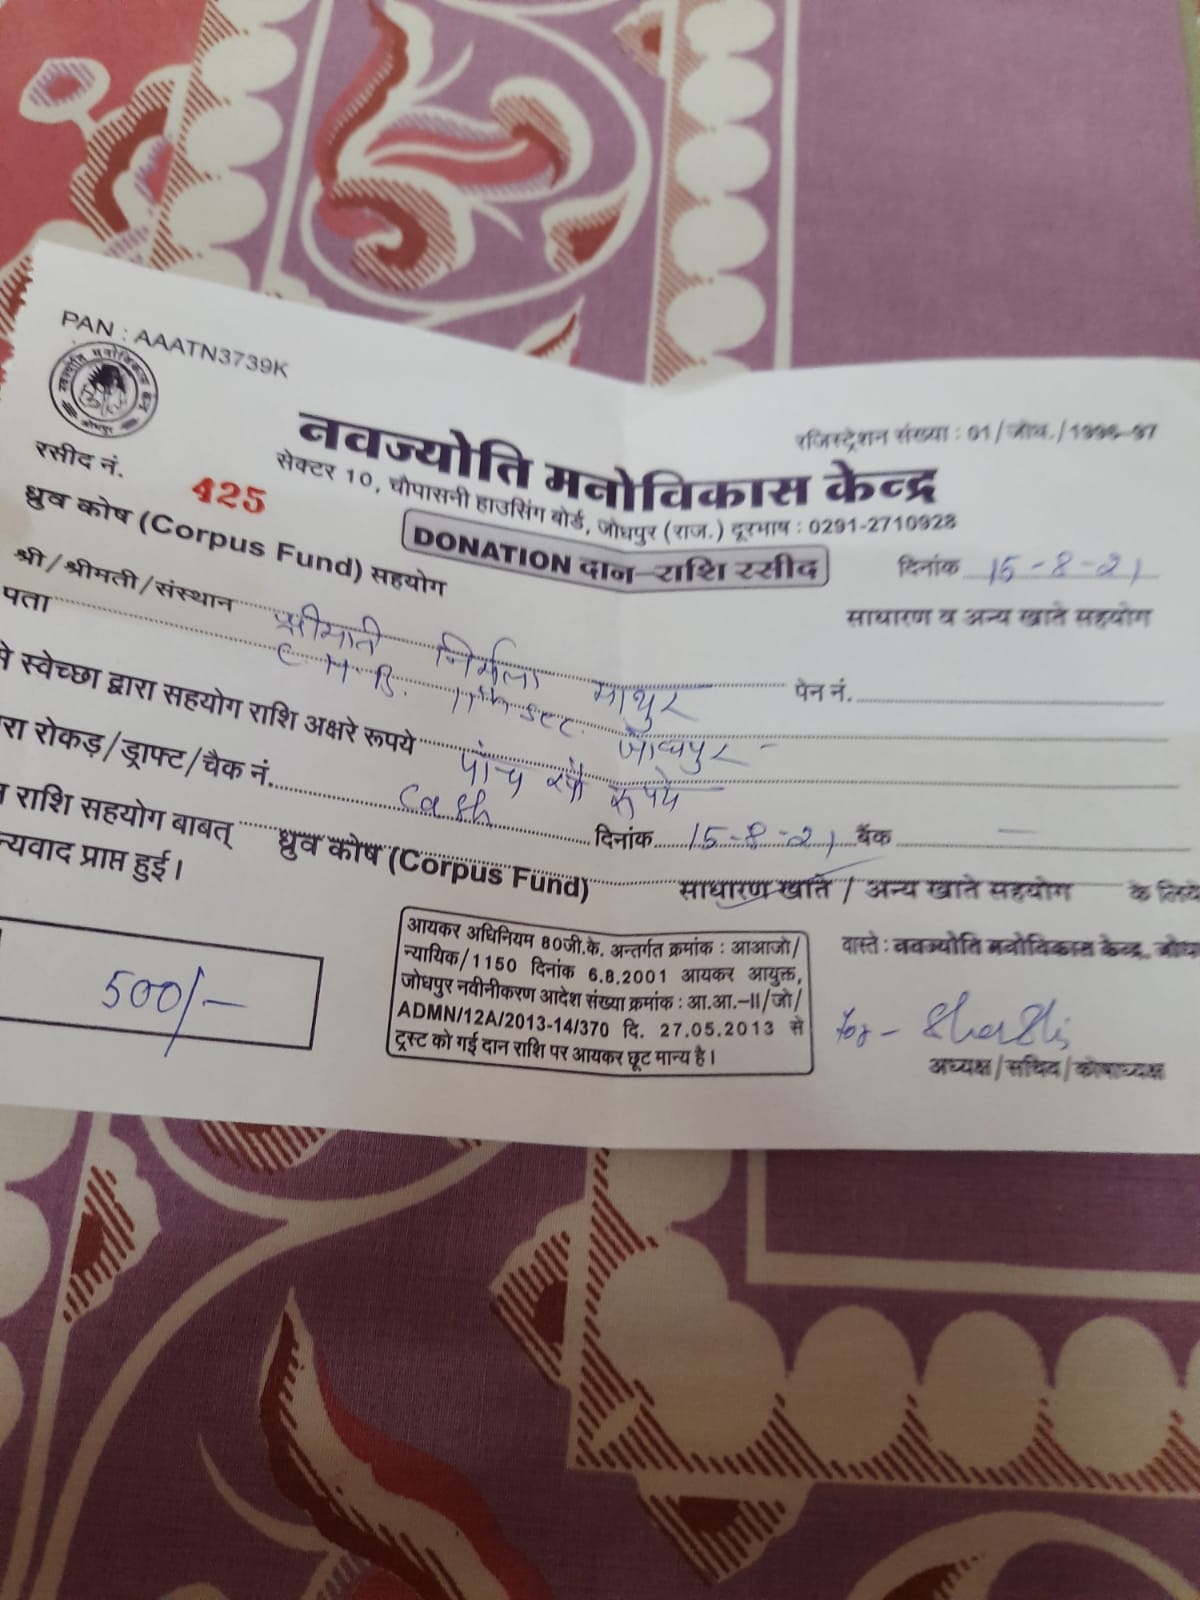 PAN : AAATN3739K
रजिस्ट्रेशन संख्या : 01/जोध./1996-97
नवज्योति मनोविकास केन्द्र
जोधपुर
रसीद नं. 425
नवज्योति मनोविकास केन्द्र
सेक्टर 10, चौपासनी हाउसिंग बोर्ड, जोधपुर (राज.) दूरभाष : 0291-2710928
DONATION दान-राशि रसीद
दिनांक 15-8-21
ध्रुव कोष (Corpus Fund) सहयोग
साधारण व अन्य खाते सहयोग
श्री/श्रीमती/संस्थान श्रीमती निर्मला माथुर पेन नं.
पता C.H.B. 11th Sec. जोधपुर -
से स्वेच्छा द्वारा सहयोग राशि अक्षरे रूपये पांच सौ रूपये
रा रोकड़/ड्राफ्ट/चैक नं. Cash दिनांक 15-8-21 बैंक —
राशि सहयोग बाबत् ध्रुव कोष (Corpus Fund) साधारण खाते / अन्य खाते सहयोग के लिये
न्यवाद प्राप्त हुई।
500/-
आयकर अधिनियम 80जी.के. अन्तर्गत क्रमांक : आआजो/
न्यायिक/1150 दिनांक 6.8.2001 आयकर आयुक्त,
जोधपुर नवीनीकरण आदेश संख्या क्रमांक : आ.आ.-II/जो/
ADMN/12A/2013-14/370 दि. 27.05.2013 से
ट्रस्ट को गई दान राशि पर आयकर छूट मान्य है।
वास्ते : नवज्योति मनोविकास केन्द्र, जोध
For - Shashi
अध्यक्ष/सचिव/कोषाध्यक्ष